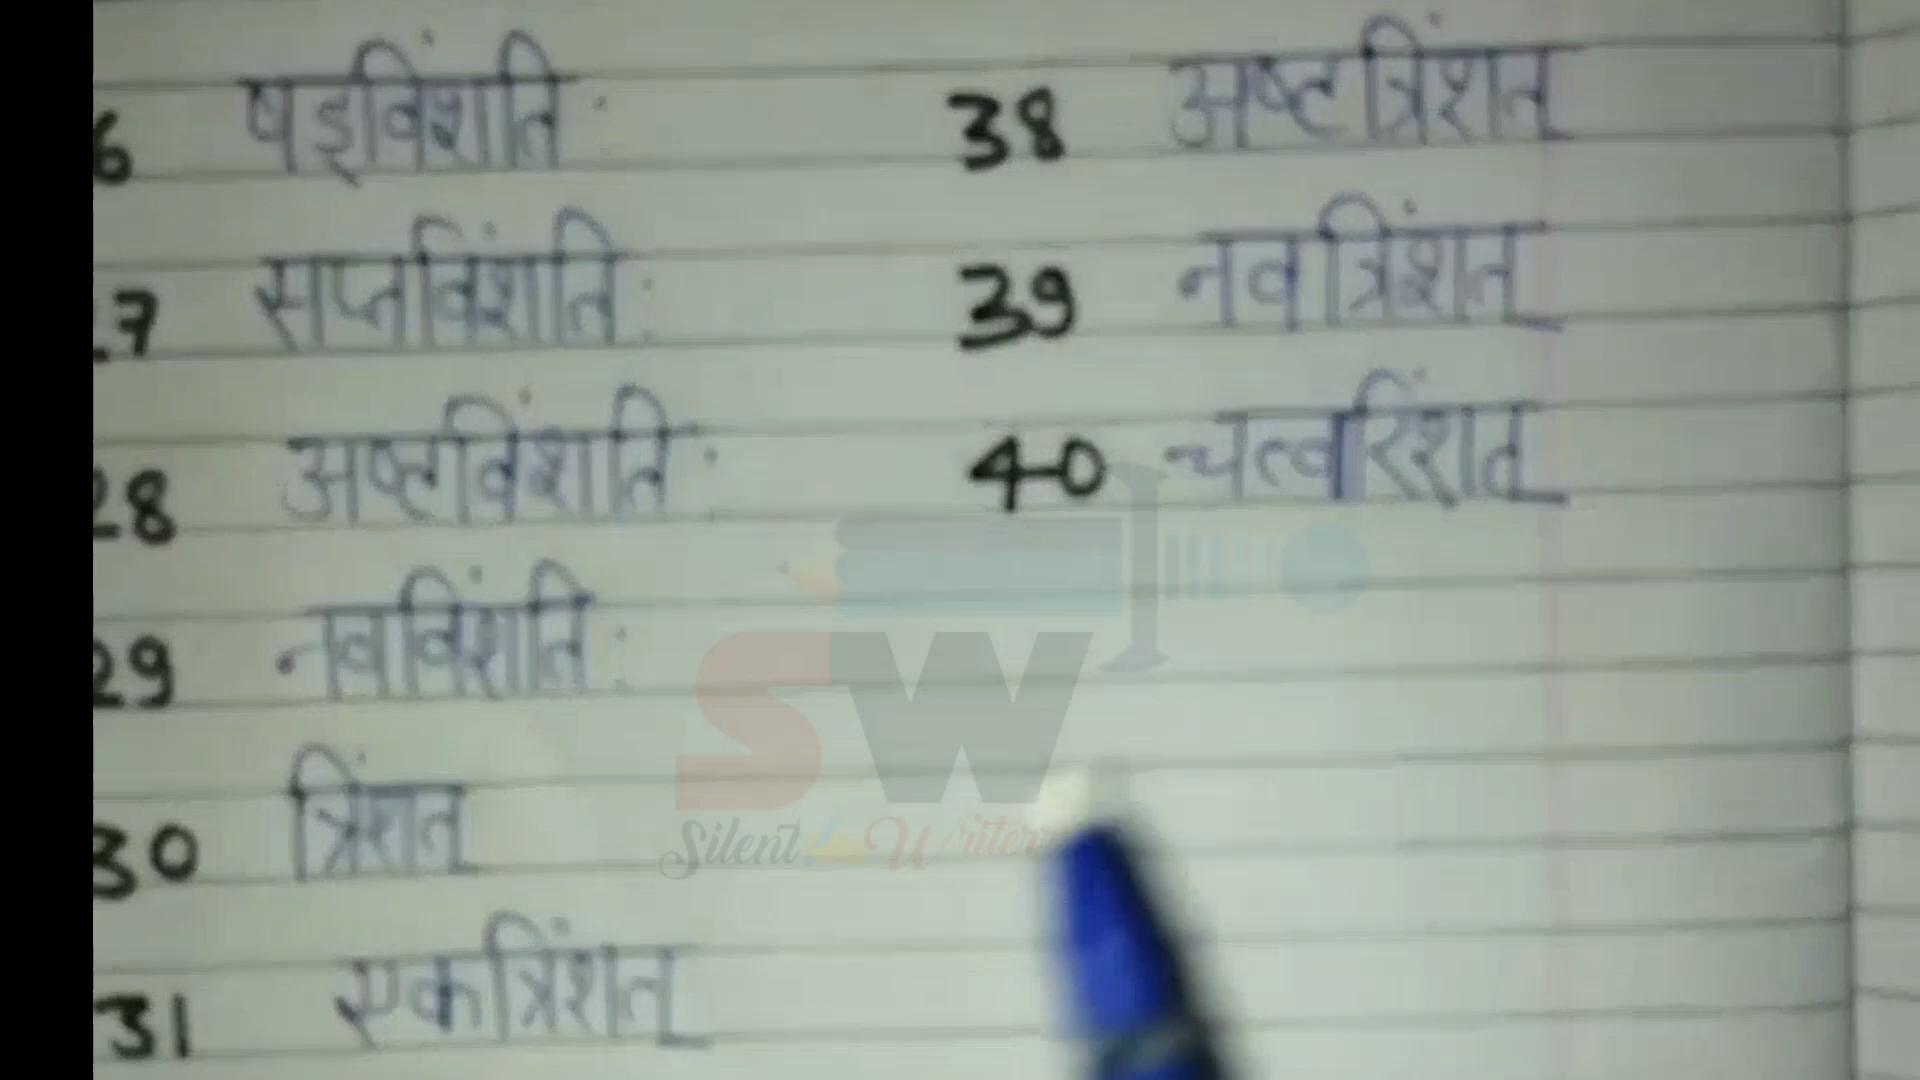 6 षड्विंशति:
27 सप्तविंशति:
28 अष्टाविंशति:
29 नवविंशति:
30 त्रिंशत्
31 एकत्रिंशत्
38 अष्टत्रिंशत्
39 नवत्रिंशत्
40 चत्वरिंशत्
SW
Silent Writer